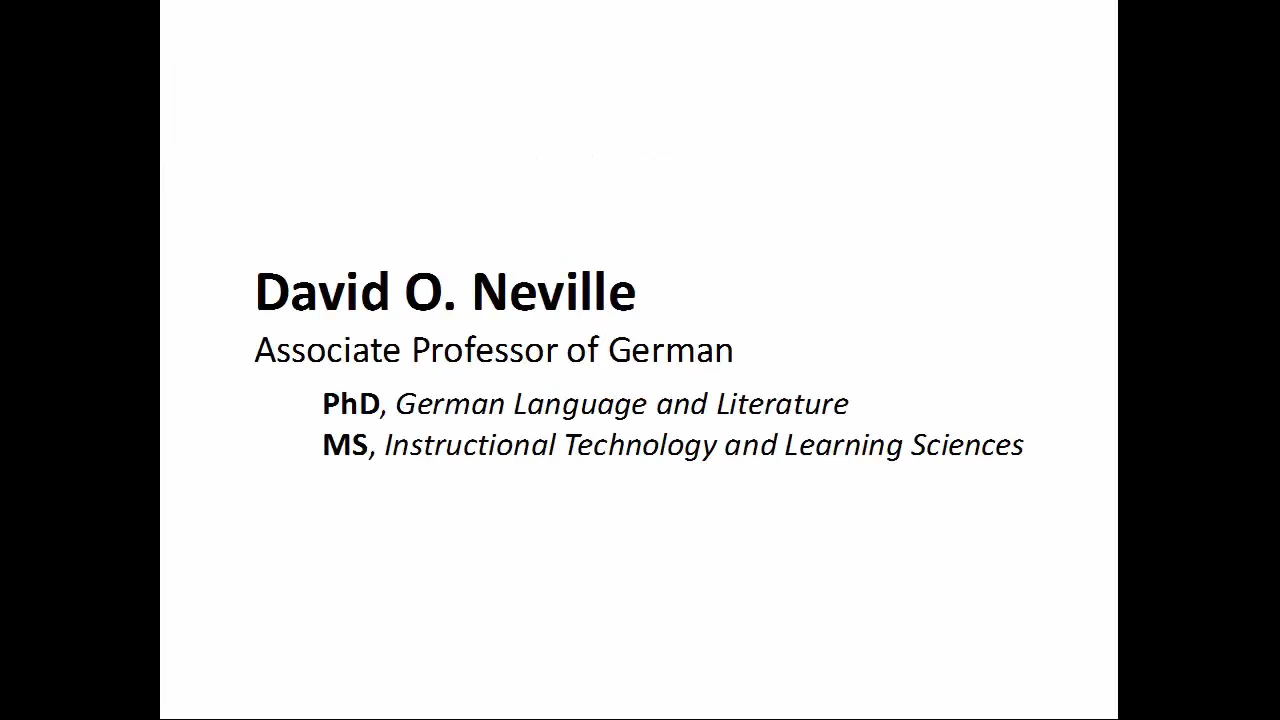 David O. Neville
Associate Professor of German
PhD, German Language and Literature
MS, Instructional Technology and Learning Sciences